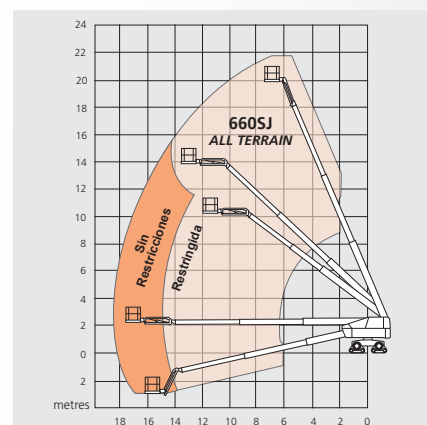 24
22
20
18
16
14
12
10
8
6
4
2
0
2
metres
660SJ
ALL TERRAIN
Sin
Restricciones
Restringida
18 16 14 12 10 8 6 4 2 0